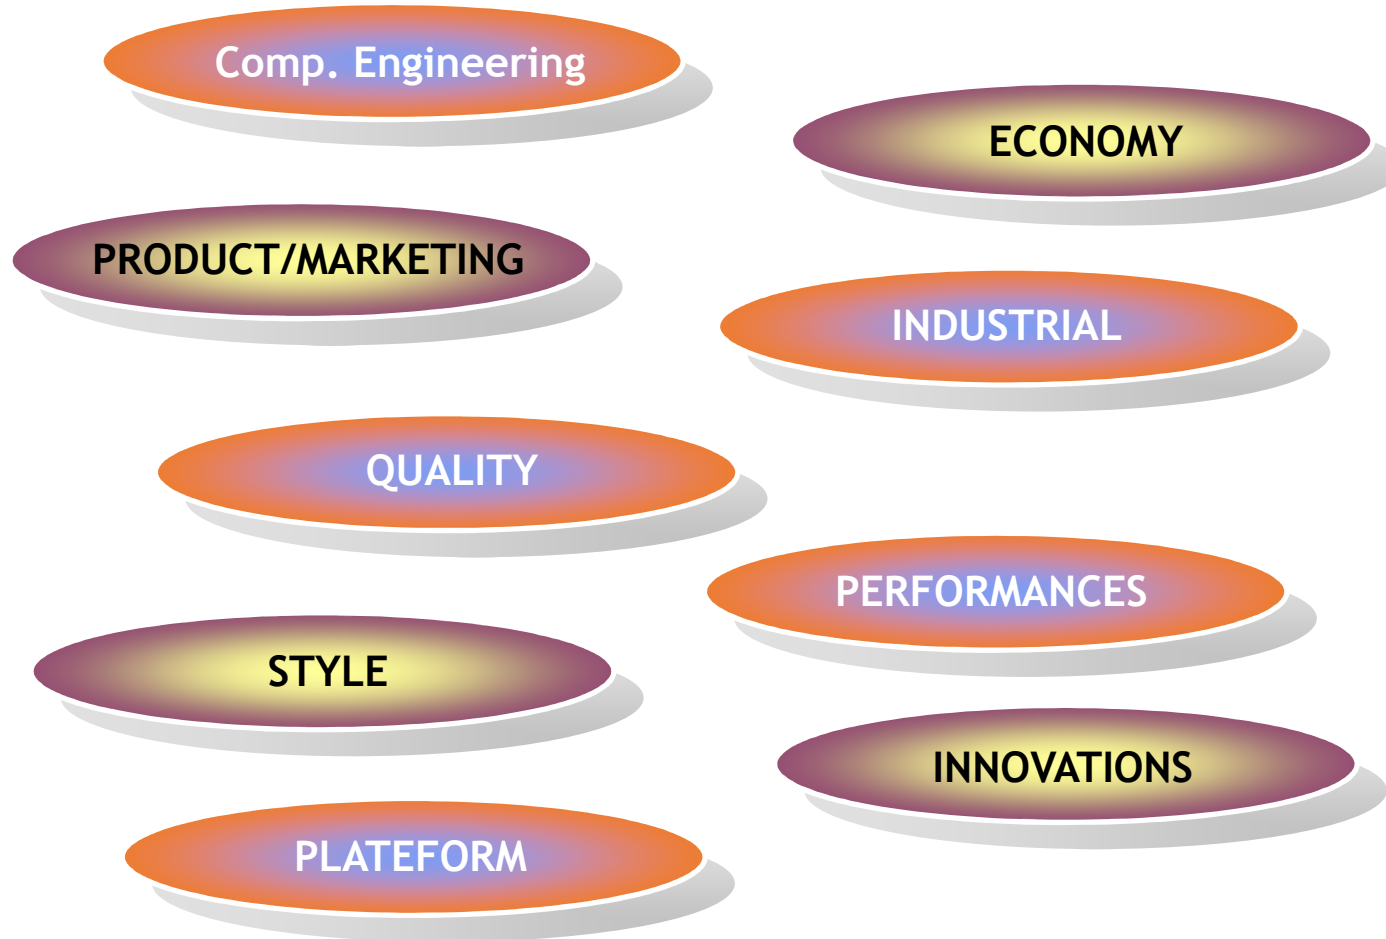 Comp. Engineering
ECONOMY
PRODUCT/MARKETING
INDUSTRIAL
QUALITY
PERFORMANCES
STYLE
INNOVATIONS
PLATEFORM